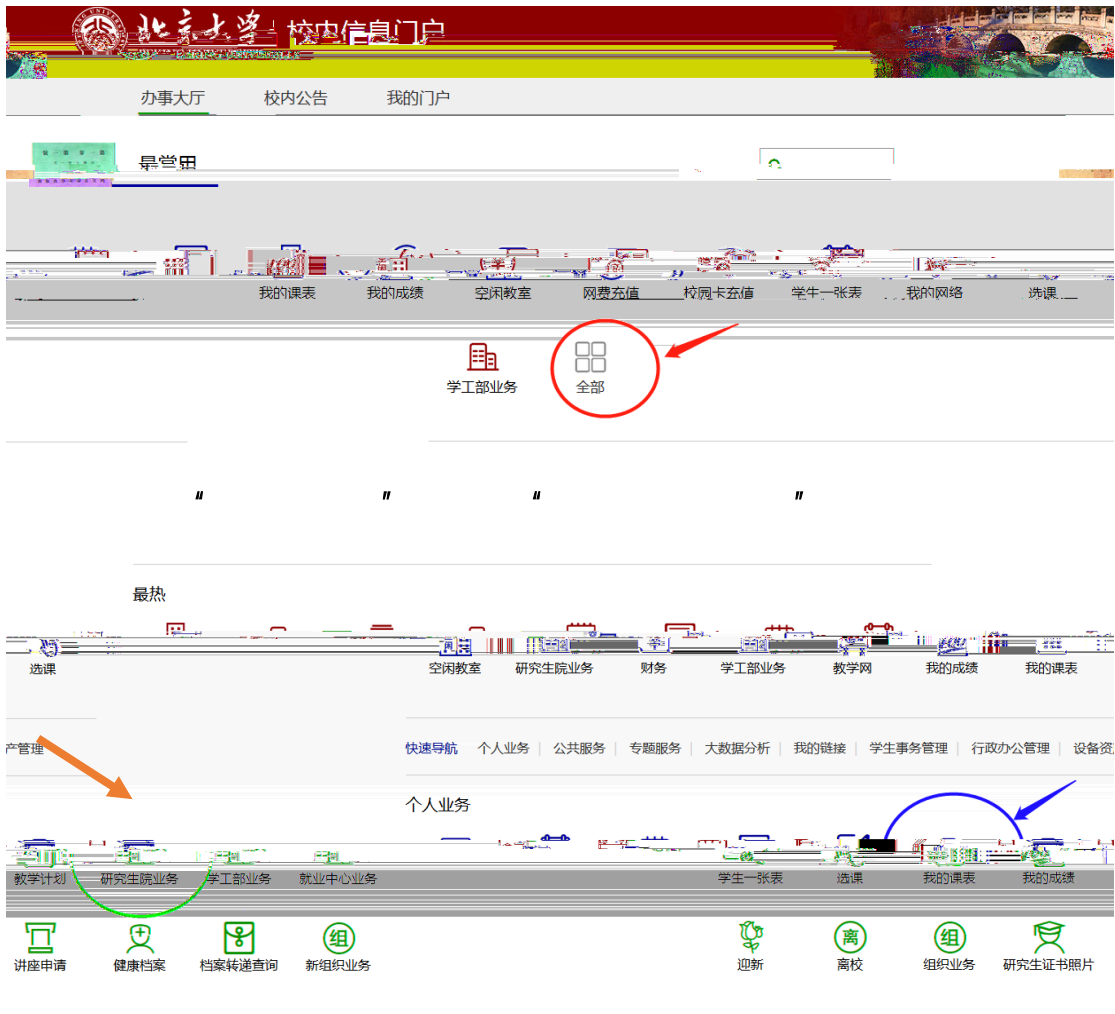 北京大学 校内信息门户
办事大厅 校内公告 我的门户
最常用
我的课表 我的成绩 空闲教室 网费充值 校园卡充值 学生一张表 我的网络 选课
学工部业务 全部
" " " "
最热
选课 空闲教室 研究生院业务 财务 学工部业务 教学网 我的成绩 我的课表
产管理 快速导航 个人业务 公共服务 专题服务 大数据分析 我的链接 学生事务管理 行政办公管理 设备资
个人业务
教学计划 研究生院业务 学工部业务 就业中心业务 学生一张表 选课 我的课表 我的成绩
讲座申请 健康档案 档案转递查询 新组织业务 迎新 离校 组织业务 研究生证书照片